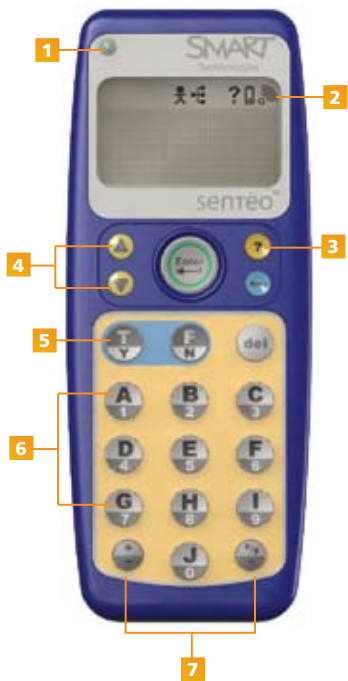 1
SMART
Technologies
?
2
senteo™
4
Enter
?
3
5
T
Y
F
N
del
A
1
B
2
C
3
6
D
4
E
5
F
6
G
7
H
8
I
9
+
-
J
0
7